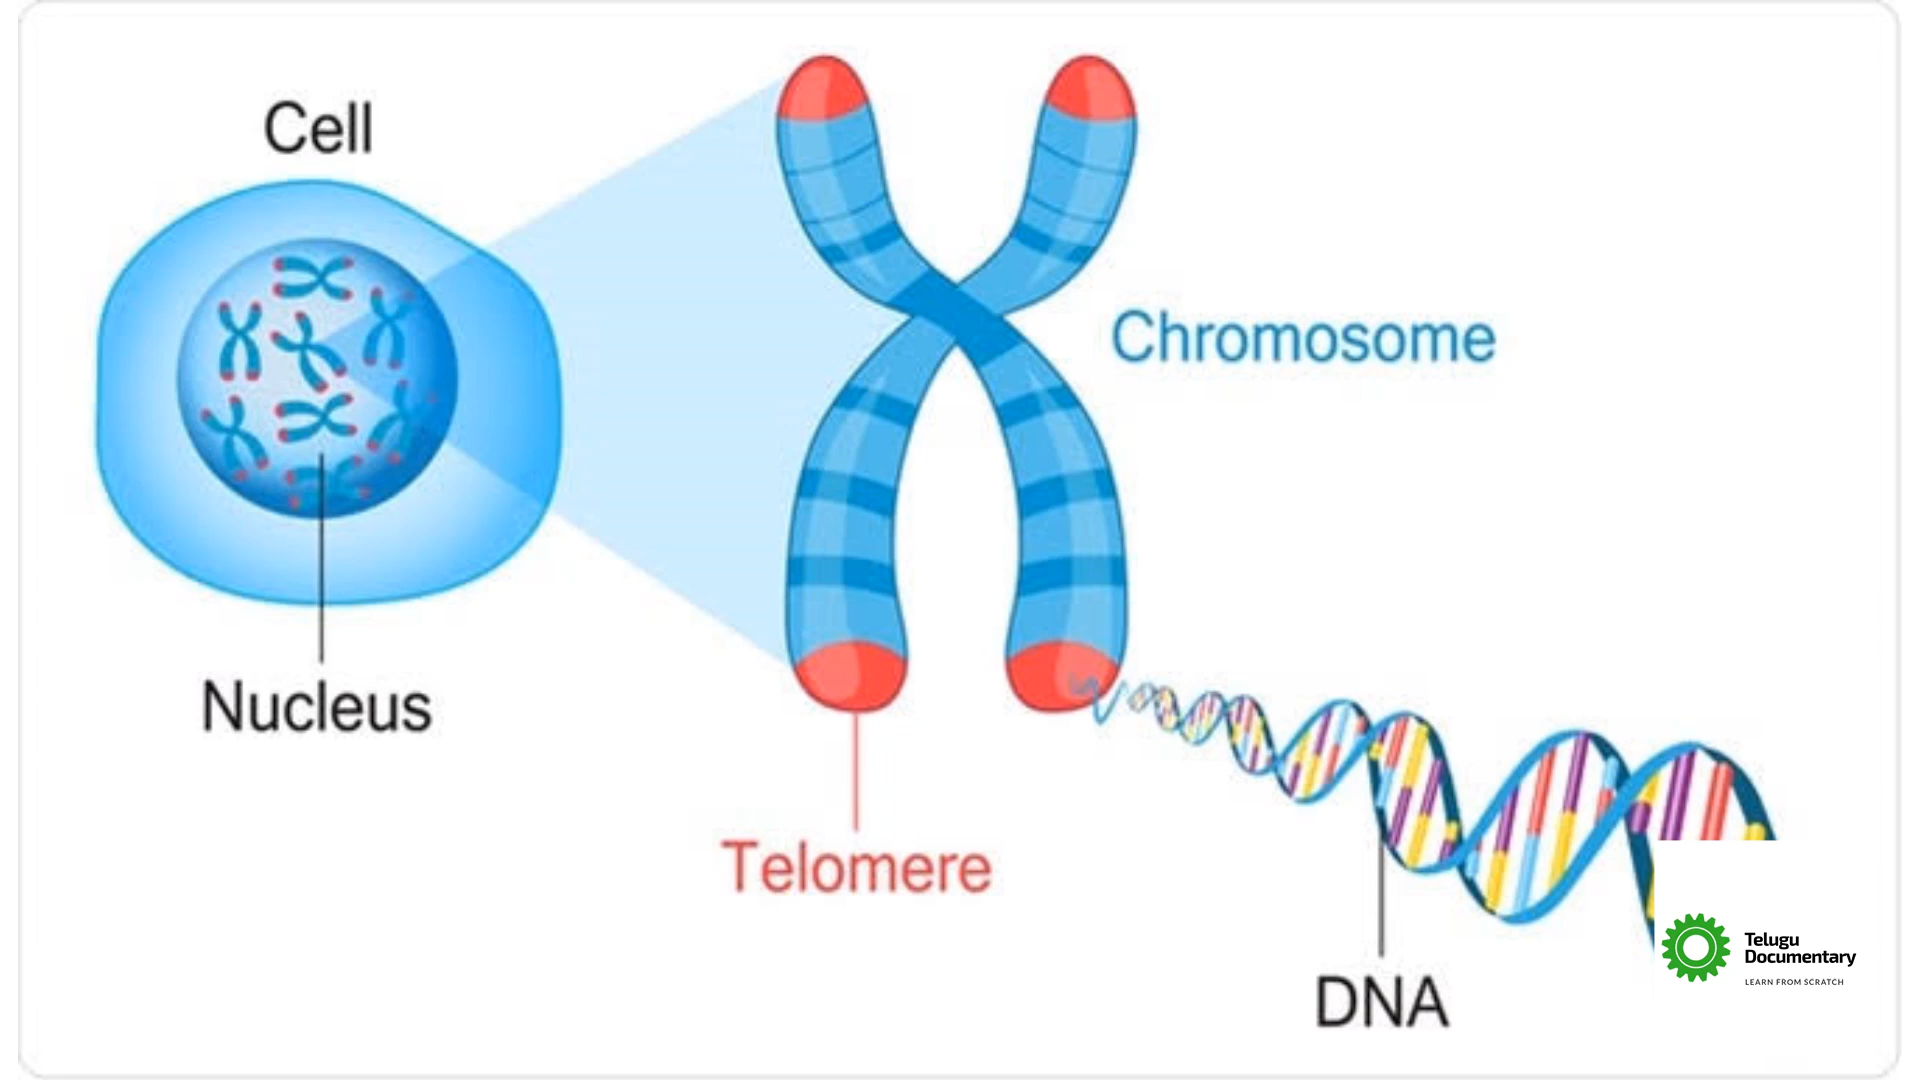 Cell
Chromosome
Nucleus
Telomere
DNA
Telugu
Documentary
LEARN FROM SCRATCH